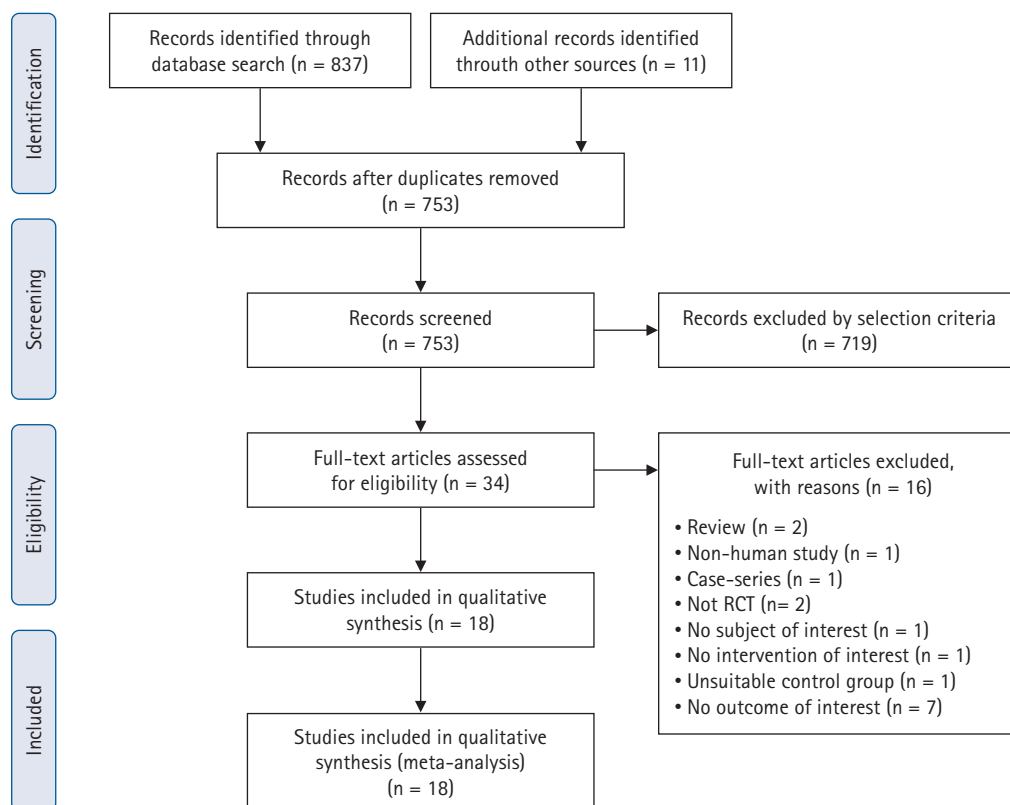 Identification
Records identified through
database search (n = 837)
Additional records identified
throuth other sources (n = 11)
Records after duplicates removed
(n = 753)
Screening
Records screened
(n = 753)
Records excluded by selection criteria
(n = 719)
Eligibility
Full-text articles assessed
for eligibility (n = 34)
Full-text articles excluded,
with reasons (n = 16)
• Review (n = 2)
• Non-human study (n = 1)
• Case-series (n = 1)
• Not RCT (n= 2)
• No subject of interest (n = 1)
• No intervention of interest (n = 1)
• Unsuitable control group (n = 1)
• No outcome of interest (n = 7)
Studies included in qualitative
synthesis (n = 18)
Included
Studies included in qualitative
synthesis (meta-analysis)
(n = 18)